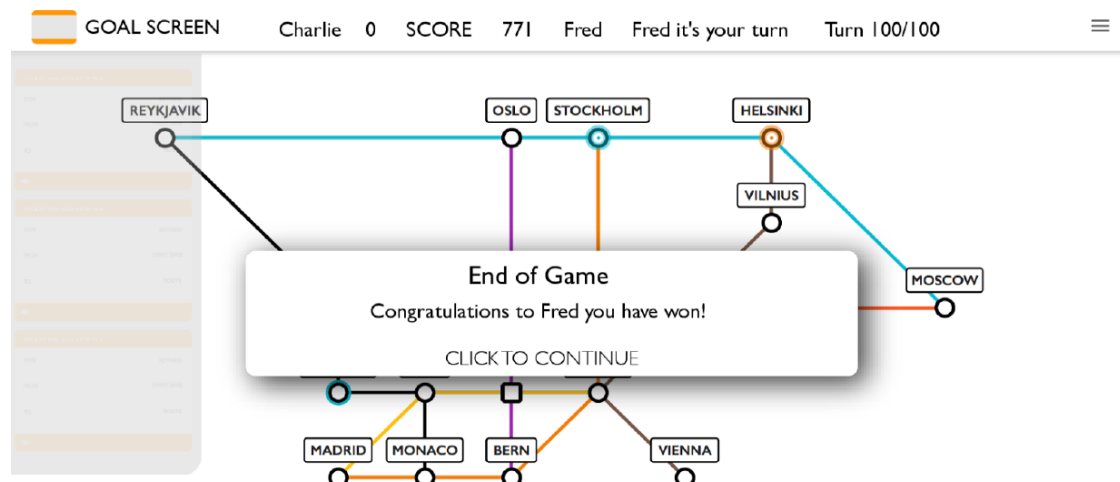 GOAL SCREEN Charlie 0 SCORE 771 Fred Fred it's your turn Turn 100/100
REYKJAVIK OSLO STOCKHOLM HELSINKI
VILNIUS
MOSCOW
End of Game
Congratulations to Fred you have won!
CLICK TO CONTINUE
MADRID MONACO BERN VIENNA